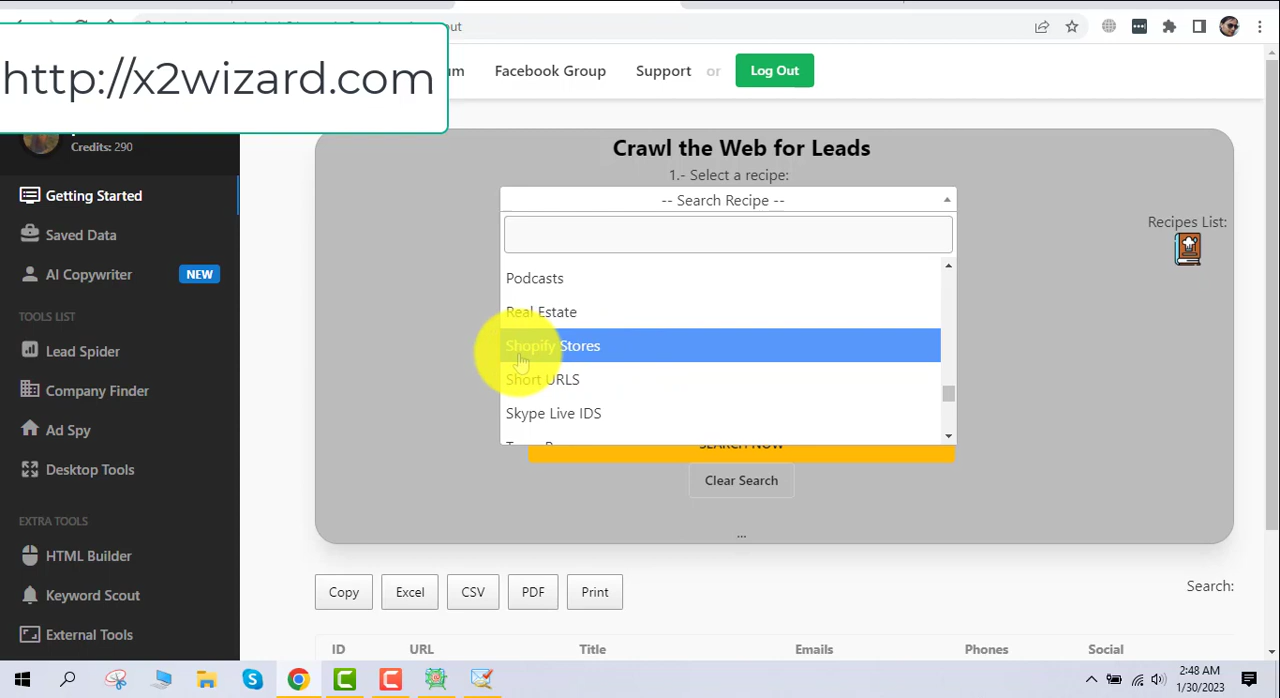 out
http://x2wizard.com
um
Facebook Group
Support
or
Log Out
Credits: 290
Getting Started
Saved Data
AI Copywriter
NEW
TOOLS LIST
Lead Spider
Company Finder
Ad Spy
Desktop Tools
EXTRA TOOLS
HTML Builder
Keyword Scout
External Tools
Crawl the Web for Leads
1.- Select a recipe:
-- Search Recipe --
Podcasts
Real Estate
Shopify Stores
Short URLS
Skype Live IDS
SEARCH NOW
Clear Search
...
Recipes List:
Copy
Excel
CSV
PDF
Print
Search:
ID
URL
Title
Emails
Phones
Social
2:48 AM
1/30/2023